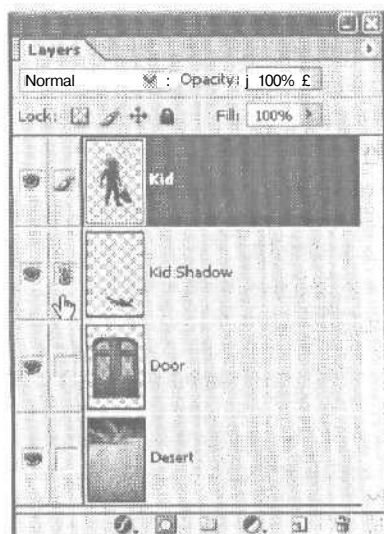 Layers
Normal : Opacity: j 100% £
Lock: Fill: 100%
Kid
Kid Shadow
Door
Desert